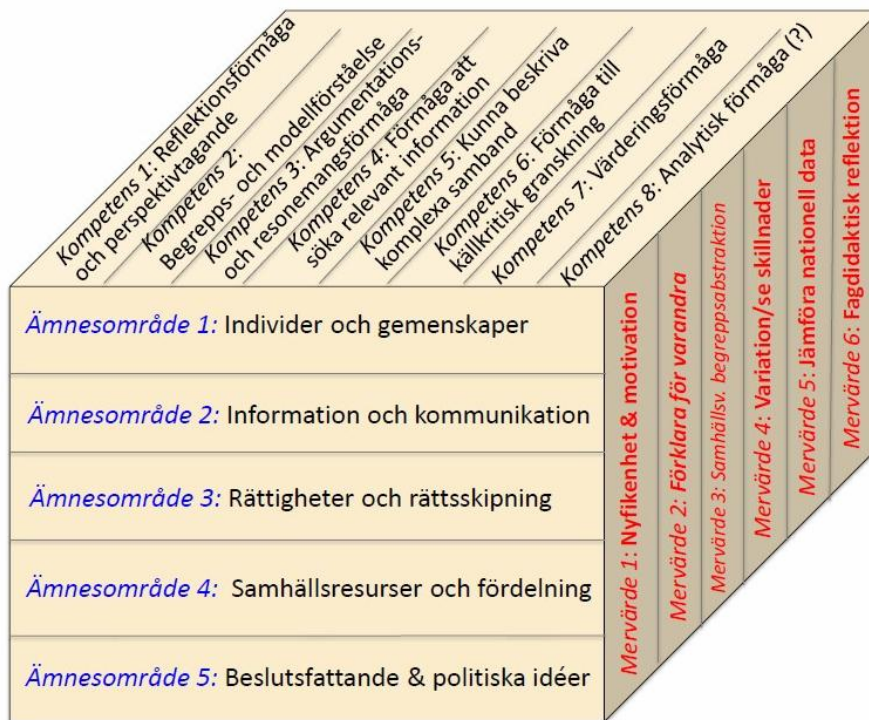 Kompetens 1: Reflektionsförmåga
och perspektivtagande
Kompetens 2:
Begrepps- och modellförståelse
Kompetens 3: Argumentations-
och resonemangsförmåga
Kompetens 4: Förmåga att
söka relevant information
Kompetens 5: Kunna beskriva
komplexa samband
Kompetens 6: Förmåga till
källkritisk granskning
Kompetens 7: Värderingsförmåga
Kompetens 8: Analytisk förmåga (?)
Ämnesområde 1: Individer och gemenskaper
Ämnesområde 2: Information och kommunikation
Ämnesområde 3: Rättigheter och rättsskipning
Ämnesområde 4: Samhällsresurser och fördelning
Ämnesområde 5: Beslutsfattande & politiska idéer
Mervärde 1: Nyfikenhet & motivation
Mervärde 2: Förklara för varandra
Mervärde 3: Samhällsv. begreppsabstraktion
Mervärde 4: Variation/se skillnader
Mervärde 5: Jämföra nationell data
Mervärde 6: Fagdidaktisk reflektion